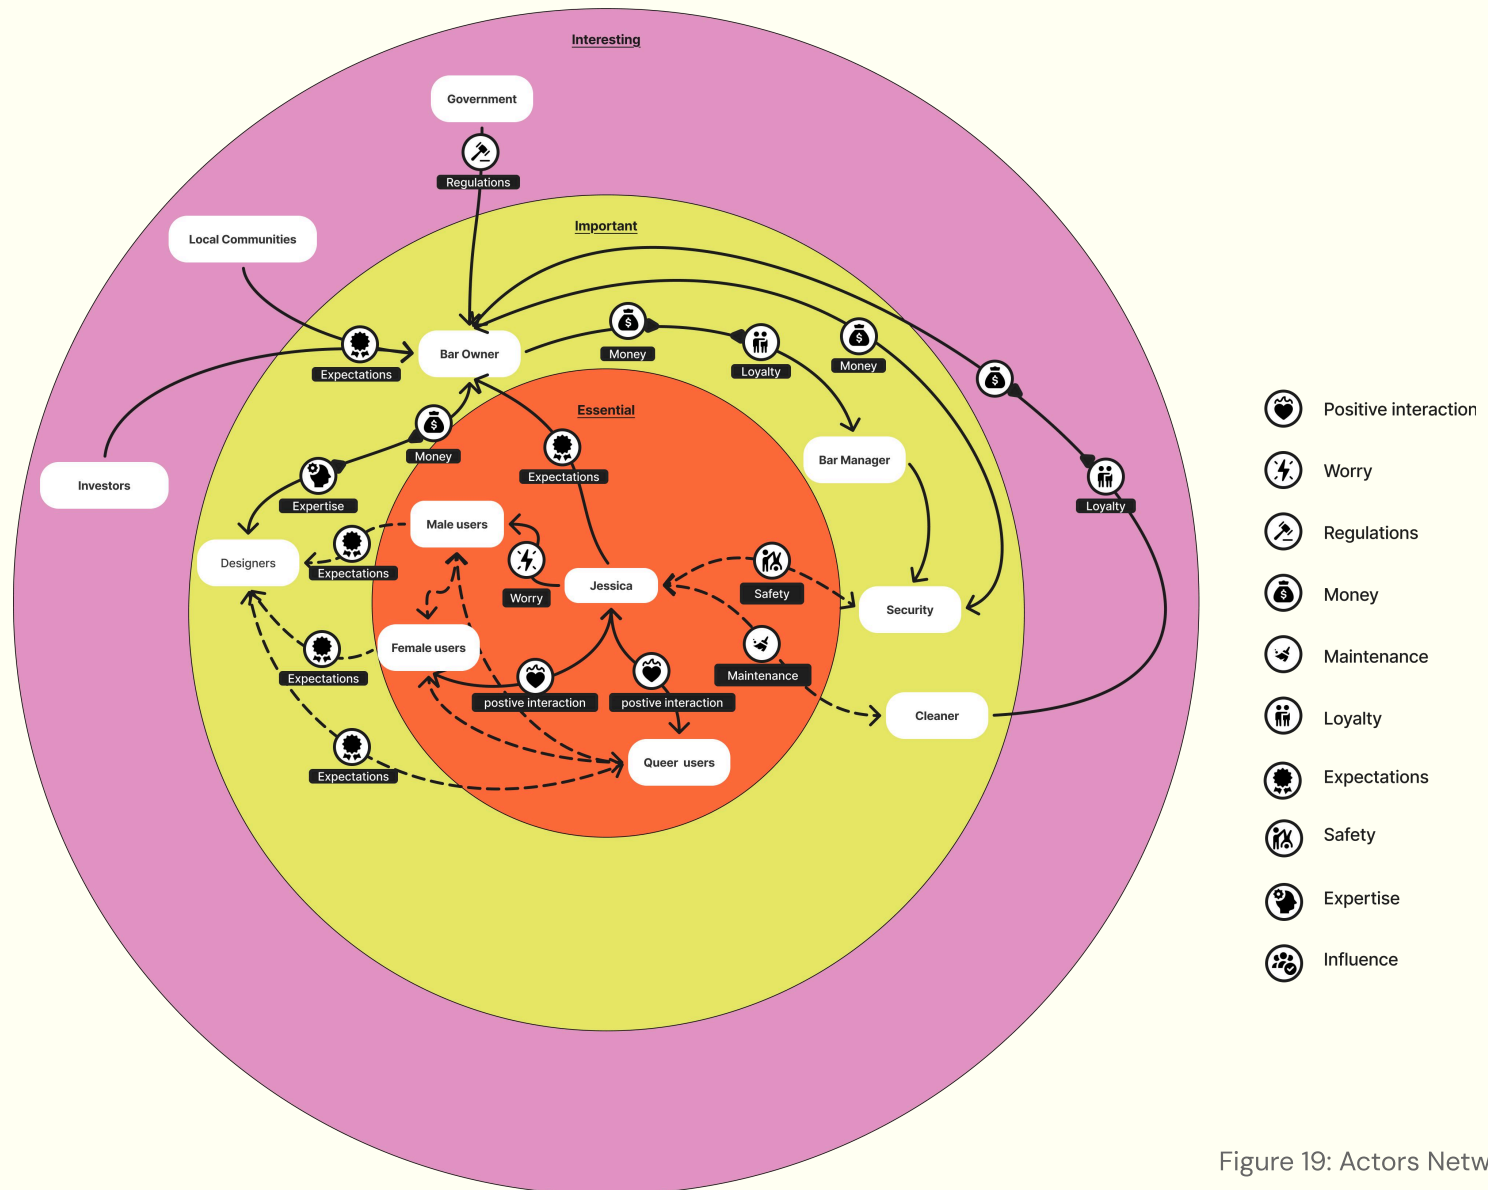 Interesting
Government
Regulations
Local Communities
Important
Bar Owner
Expectations
Money
Loyalty
Money
Investors
Essential
Money
Expectations
Expertise
Bar Manager
Loyalty
Male users
Designers
Expectations
Worry
Jessica
Safety
Security
Female users
Expectations
Maintenance
postive interaction
postive interaction
Cleaner
Queer users
Expectations
Positive interaction
Worry
Regulations
Money
Maintenance
Loyalty
Expectations
Safety
Expertise
Influence
Figure 19: Actors Netw